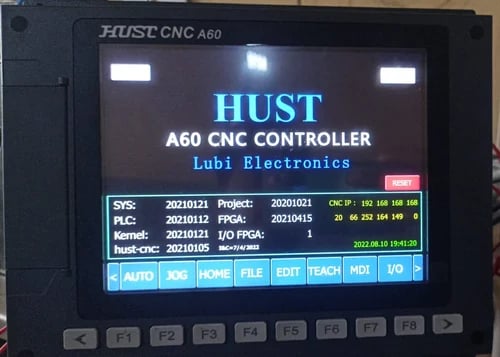 HUST CNC A60
HUST
A60 CNC CONTROLLER
Lubi Electronics
RESET
SYS: 20210121 Project: 20201021 CNC IP : 192 168 168 168
PLC: 20210112 FPGA: 20210415 20 66 252 164 149 0
Kernel: 20210121 I/O FPGA: 1
hust-cnc: 20210105 I&C=7/4/2022 2022.08.10 19:41:20
< AUTO JOG HOME FILE EDIT TEACH MDI I/O >
< F1 F2 F3 F4 F5 F6 F7 F8 >